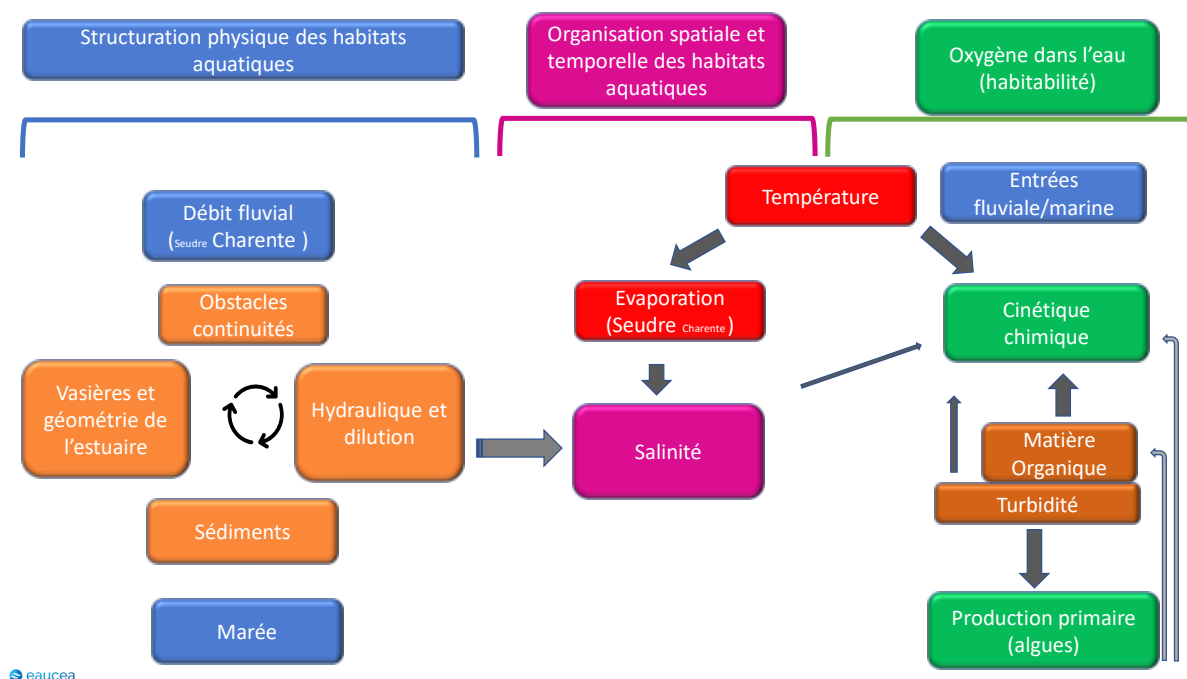 Structuration physique des habitats
aquatiques
Organisation spatiale et
temporelle des habitats
aquatiques
Oxygène dans l'eau
(habitabilité)
Température
Entrées
fluviale/marine
Débit fluvial
(Seudre Charente )
Obstacles
continuités
Evaporation
(Seudre Charente )
Cinétique
chimique
Vasières et
géométrie de
l'estuaire
Hydraulique et
dilution
Salinité
Matière
Organique
Turbidité
Sédiments
Marée
Production primaire
(algues)
eaucea